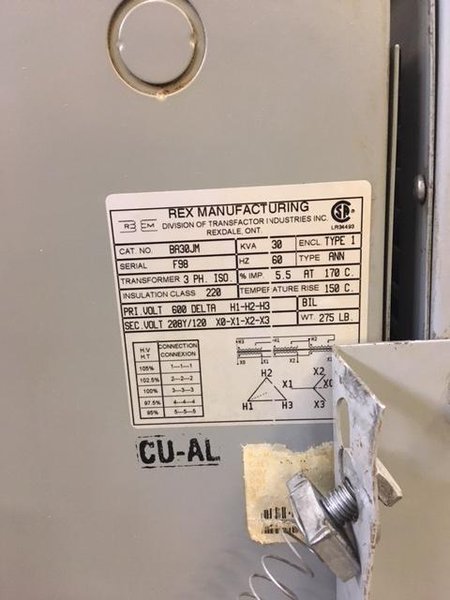 REX MANUFACTURING
DIVISION OF TRANSFACTOR INDUSTRIES INC.
REXDALE, ONT.
LR34493
CAT NO. BA30JM KVA 30 ENCL TYPE 1
SERIAL F98 HZ 60 TYPE ANN
TRANSFORMER 3 PH. ISO % IMP. 5.5 AT 170 C.
INSULATION CLASS 220 TEMPERATURE RISE 150 C.
PRI.VOLT 600 DELTA H1-H2-H3 BIL
SEC.VOLT 208Y/120 X0-X1-X2-X3 WT. 275 LB.
H.V. H.T. CONNECTION CONNEXION
105% 1—1—1
102.5% 2—2—2
100% 3—3—3
97.5% 4—4—4
95% 5—5—5
H2 X2
X1
H1 H3 X3
CU-AL